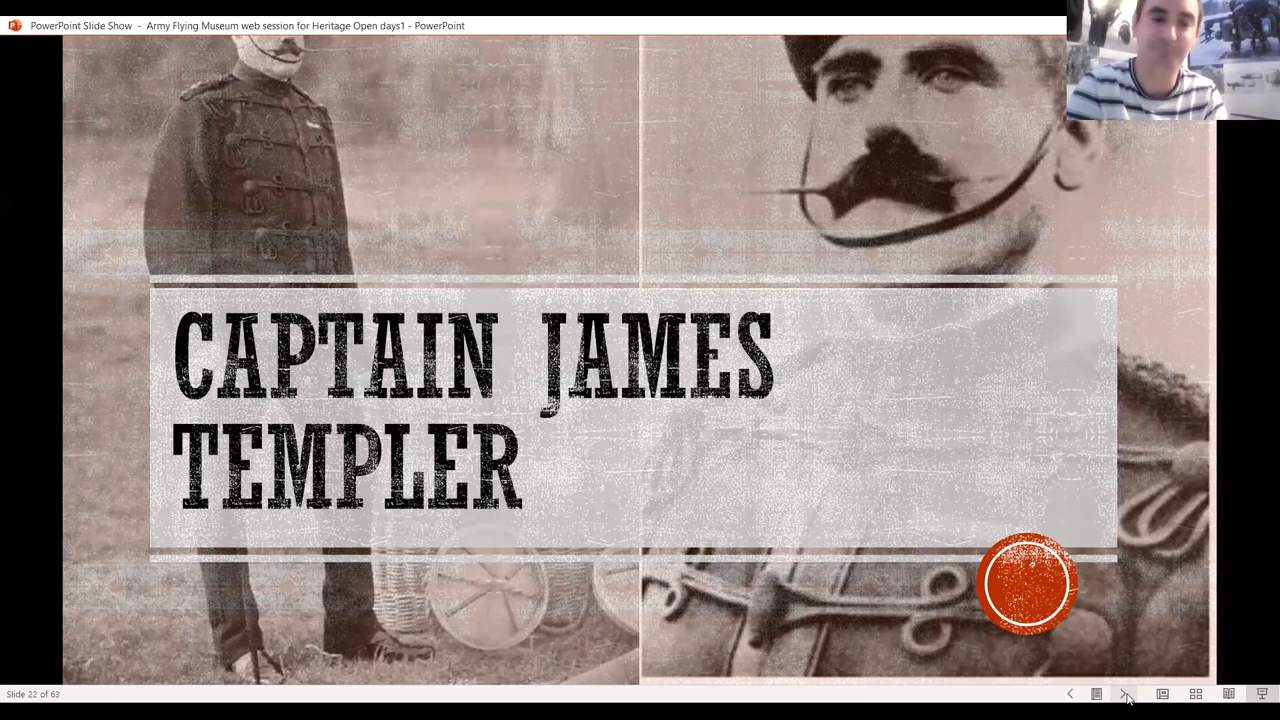 PowerPoint Slide Show - Army Flying Museum web session for Heritage Open days1 - PowerPoint
CAPTAIN JAMES
TEMPLER
Slide 22 of 63